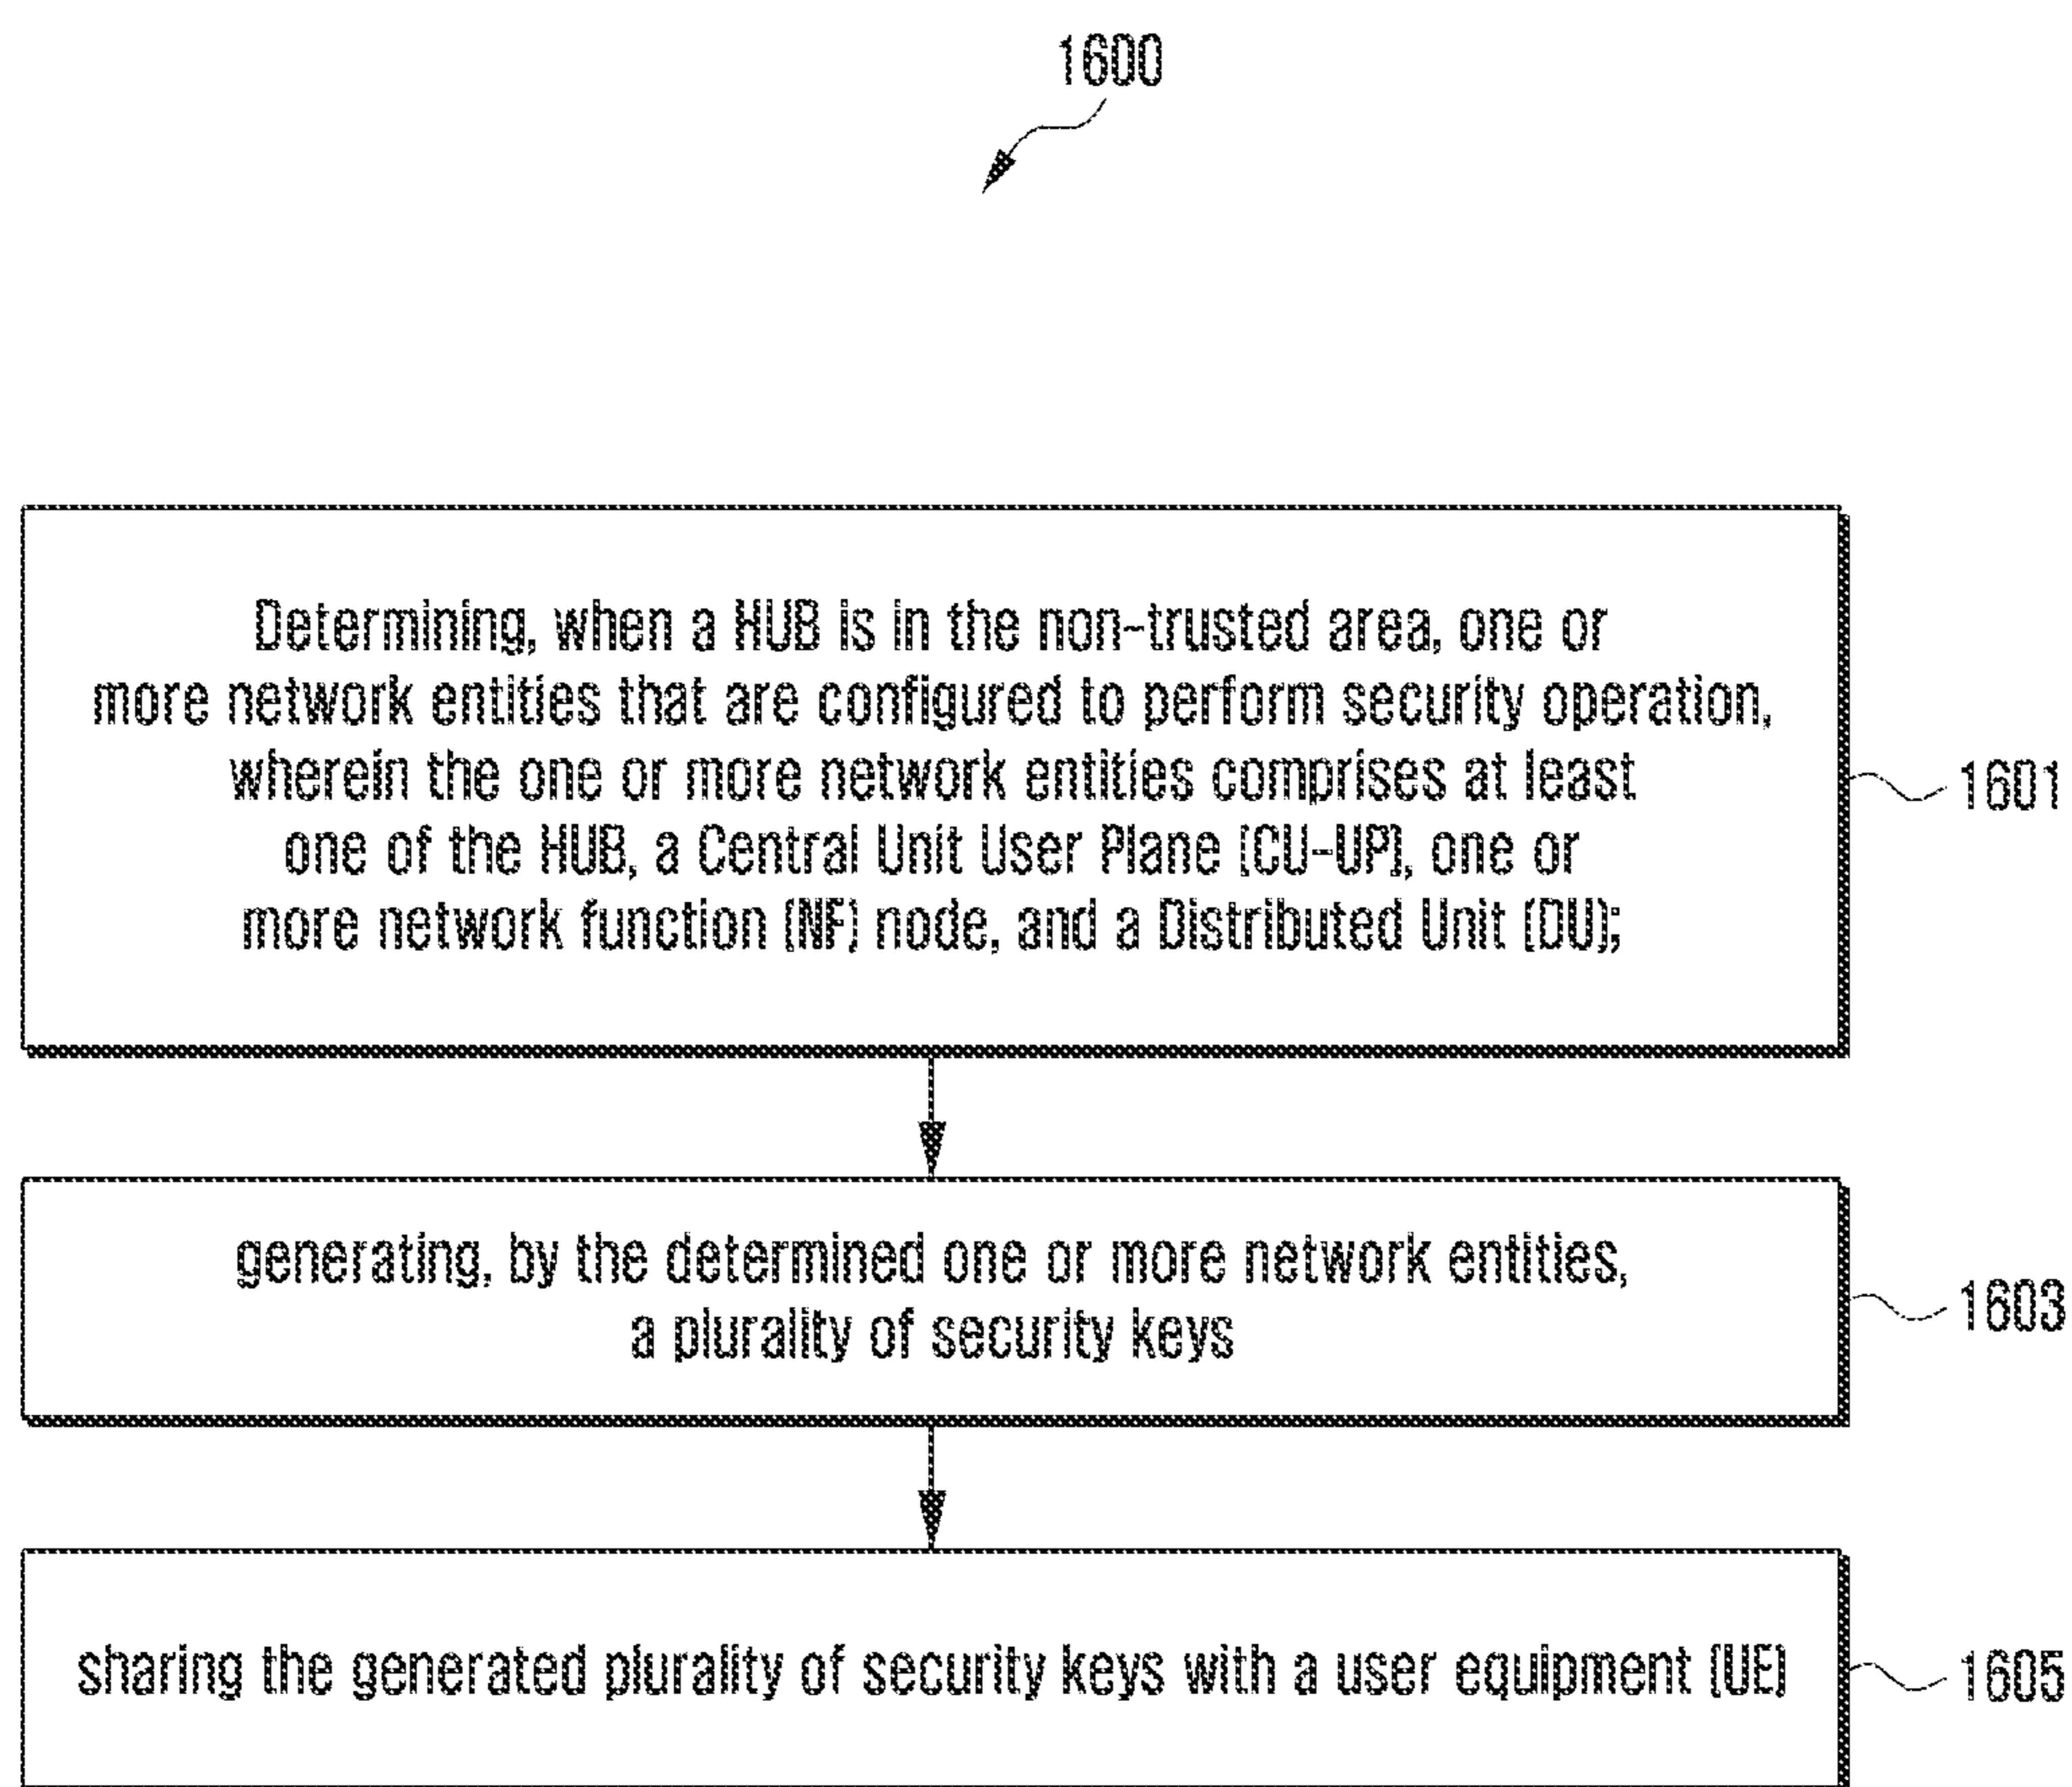 1600
Determining, when a HUB is in the non-trusted area, one or
more network entities that are configured to perform security operation,
wherein the one or more network entities comprises at least
one of the HUB, a Central Unit User Plane (CU-UP), one or
more network function (NF) node, and a Distributed Unit (DU);
1601
generating, by the determined one or more network entities,
a plurality of security keys
1603
sharing the generated plurality of security keys with a user equipment (UE)
1605